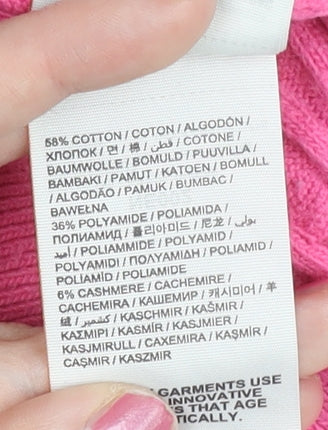 58% COTTON / COTON / ALGODÓN /
ХЛОПОК / 면 / 棉 / قطن / COTONE /
BAUMWOLLE / BOMULD / PUUVILLA /
BAMBAKI / PAMUT / KATOEN / BOMULL
/ ALGODÃO / PAMUK / BUMBAC /
BAWEŁNA
36% POLYAMIDE / POLIAMIDA /
ПОЛИАМИД / 폴리아미드 / 尼龙 / بولي
أميد / POLIAMMIDE / POLYAMID /
POLYAMIDI / ΠΟΛΥΑΜΙΔΗ / POLIAMID /
POLIAMİD / POLIAMIDE
6% CASHMERE / CACHEMIRE /
CACHEMIRA / КАШЕМИР / 캐시미어 / 羊
绒 / كشمير / KASCHMIR / KAŠMIR /
ΚΑΣΜΙΡΙ / KASMÍR / KASJMIER /
KASJMIRULL / CAXEMIRA / KAŞMİR /
CAŞMIR / KASZMIR
GARMENTS USE
INNOVATIVE
S THAT AGE
TICALLY.